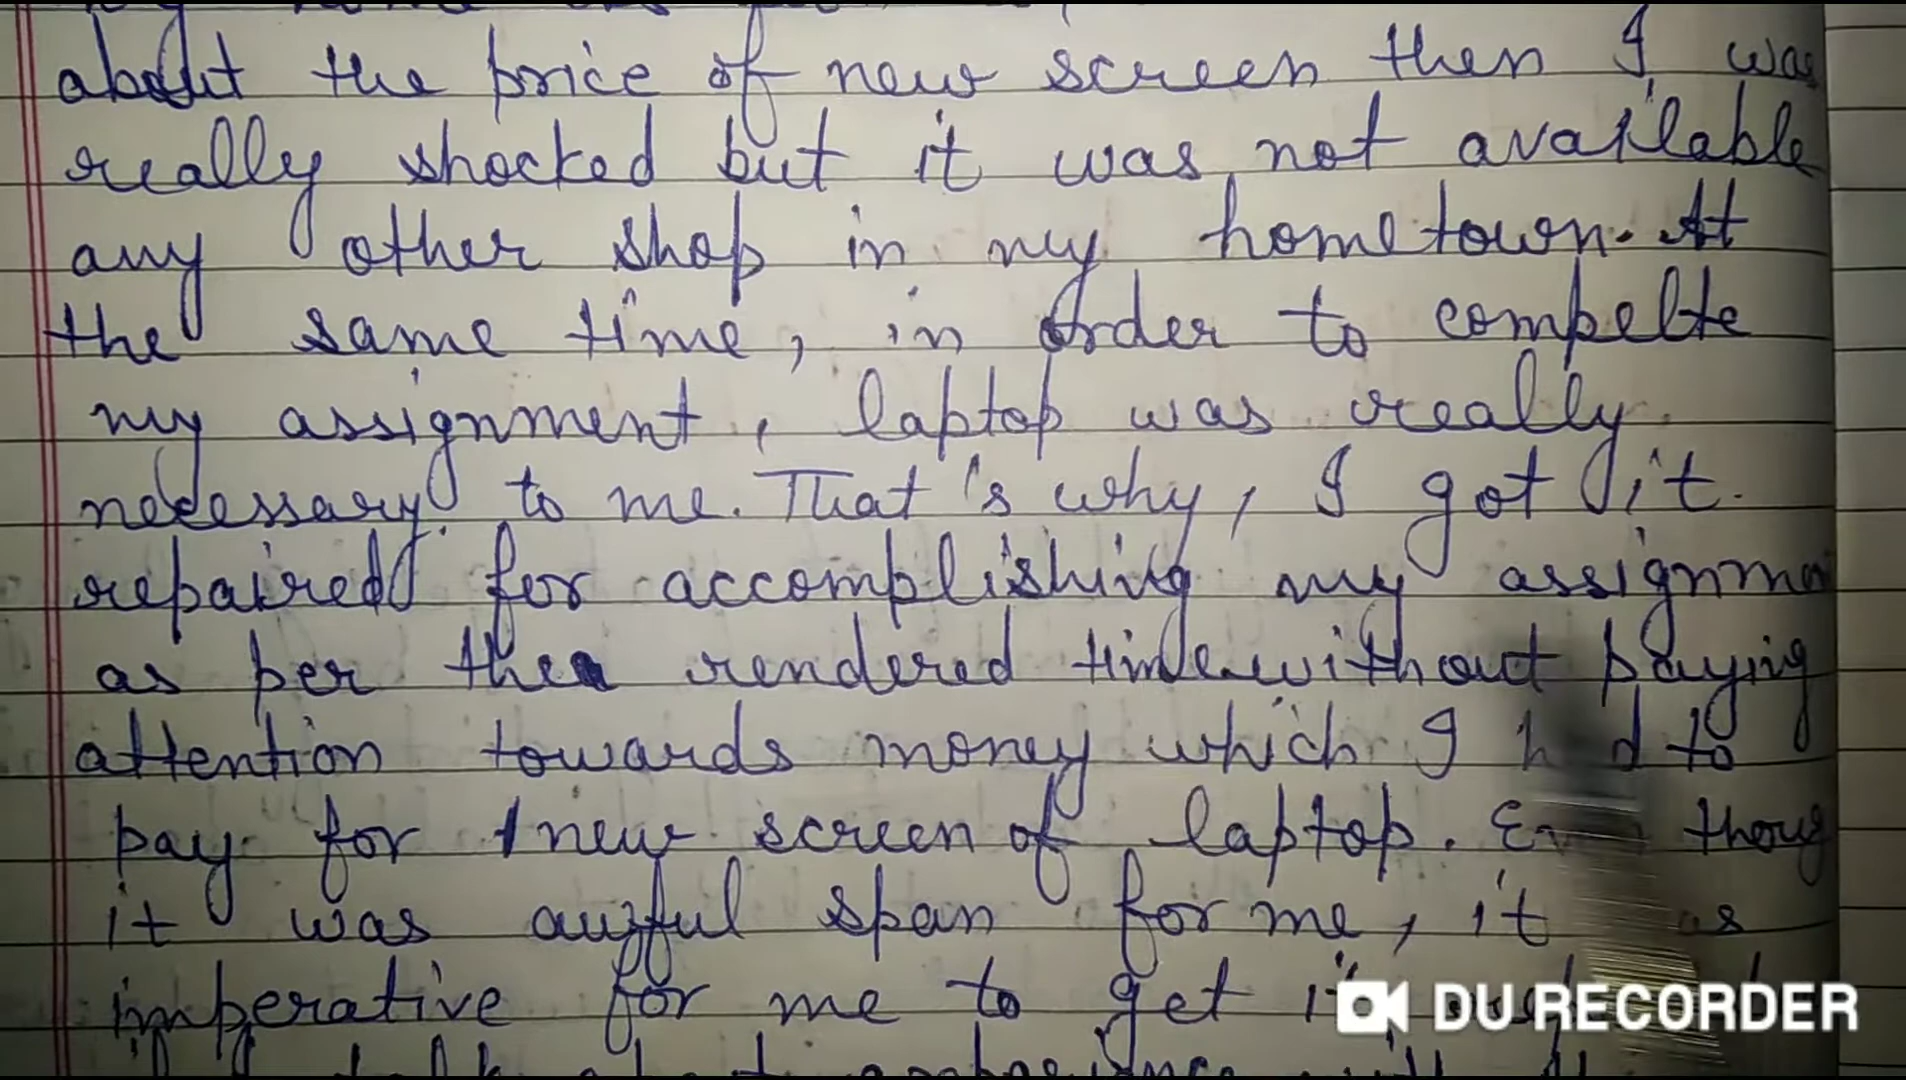 about the price of new screen then I was
really shocked but it was not available
any other shop in my hometown. At
the same time, in order to compelte
my assignment, laptop was really
necessary to me. That's why, I got it
repaired for accomplishing my assignme
as per the rendered time without paying
attention towards money which I had to
pay for new screen of laptop. thoug
it was awful span for me, it
imperative for me to get it
DU RECORDER